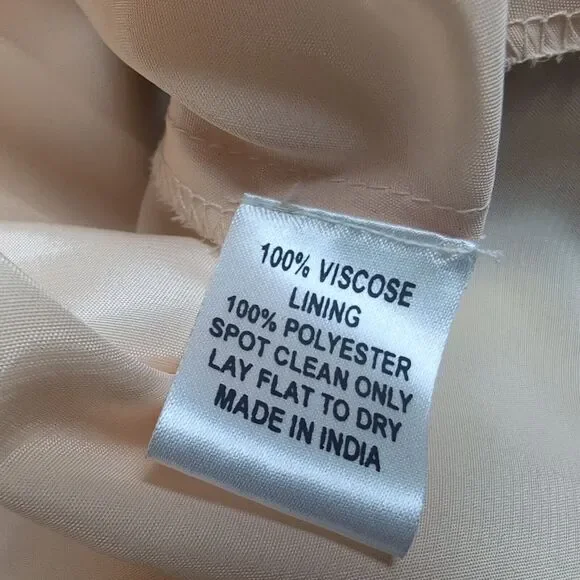 100% VISCOSE
LINING
100% POLYESTER
SPOT CLEAN ONLY
LAY FLAT TO DRY
MADE IN INDIA